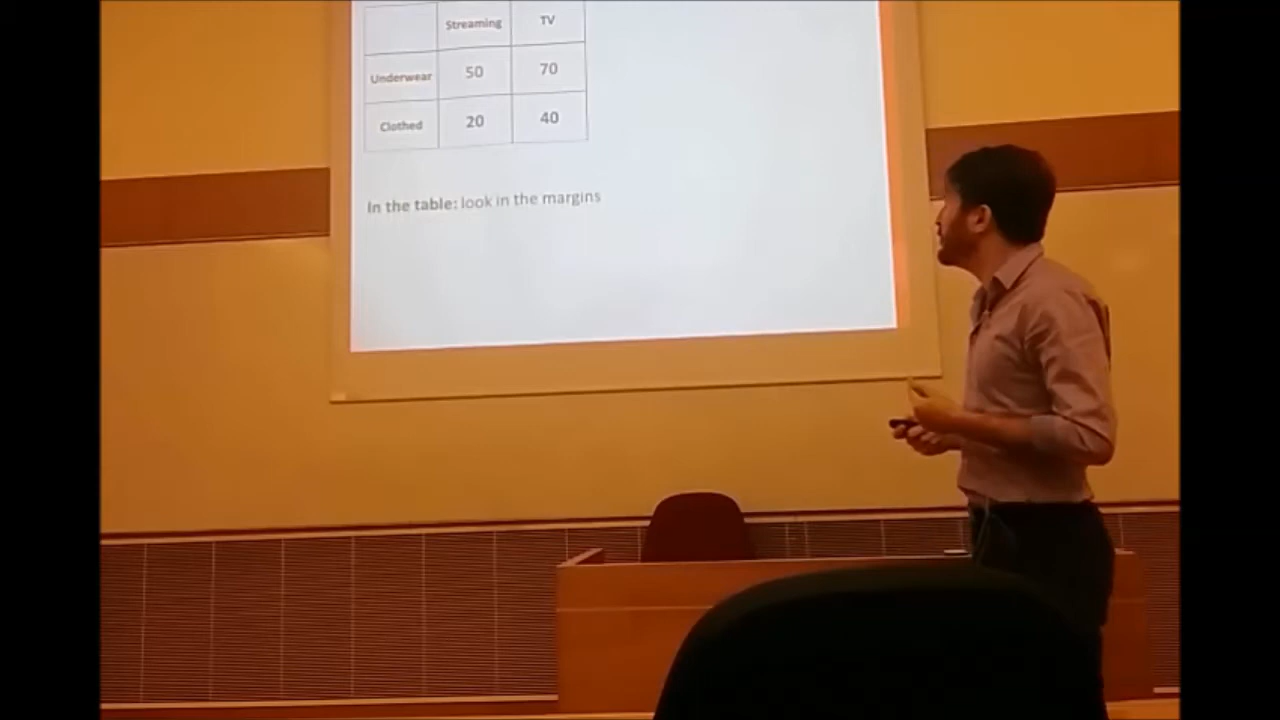 Streaming TV
Underwear 50 70
Clothed 20 40
In the table: look in the margins